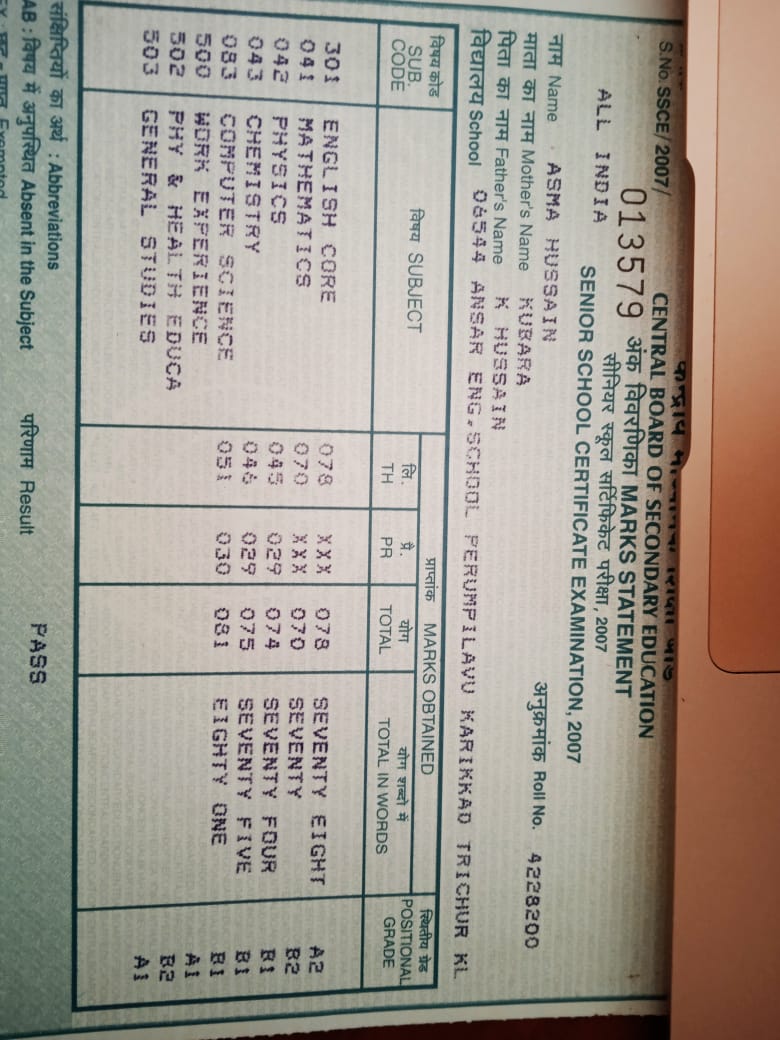 S.No. SSCE/2007/
CENTRAL BOARD OF SECONDARY EDUCATION
013579 अंक विवरणिका MARKS STATEMENT
सीनियर स्कूल सर्टिफिकेट परीक्षा, 2007
ALL INDIA SENIOR SCHOOL CERTIFICATE EXAMINATION, 2007
अनुक्रमांक Roll No. 4228200
नाम Name ASMA HUSSAIN
माता का नाम Mother's Name KUBARA
पिता का नाम Father's Name K HUSSAIN
विद्यालय School 06544 ANSAR ENG.SCHOOL PERUMPILAVU KARIKKAD TRICHUR KL
विषय कोड SUB. CODE विषय SUBJECT प्राप्तांक MARKS OBTAINED स्थितीय ग्रेड POSITIONAL GRADE
लि. TH प्रै. PR योग TOTAL योग शब्दों में TOTAL IN WORDS
301 ENGLISH CORE 078 XXX 078 SEVENTY EIGHT A2
041 MATHEMATICS 070 XXX 070 SEVENTY B2
042 PHYSICS 045 029 074 SEVENTY FOUR B1
043 CHEMISTRY 046 029 075 SEVENTY FIVE B1
083 COMPUTER SCIENCE 051 030 081 EIGHTY ONE B1
500 WORK EXPERIENCE A1
502 PHY & HEALTH EDUCA B2
503 GENERAL STUDIES A1
संक्षिप्तियों का अर्थ : Abbreviations
AB : विषय में अनुपस्थित Absent in the Subject परिणाम Result PASS